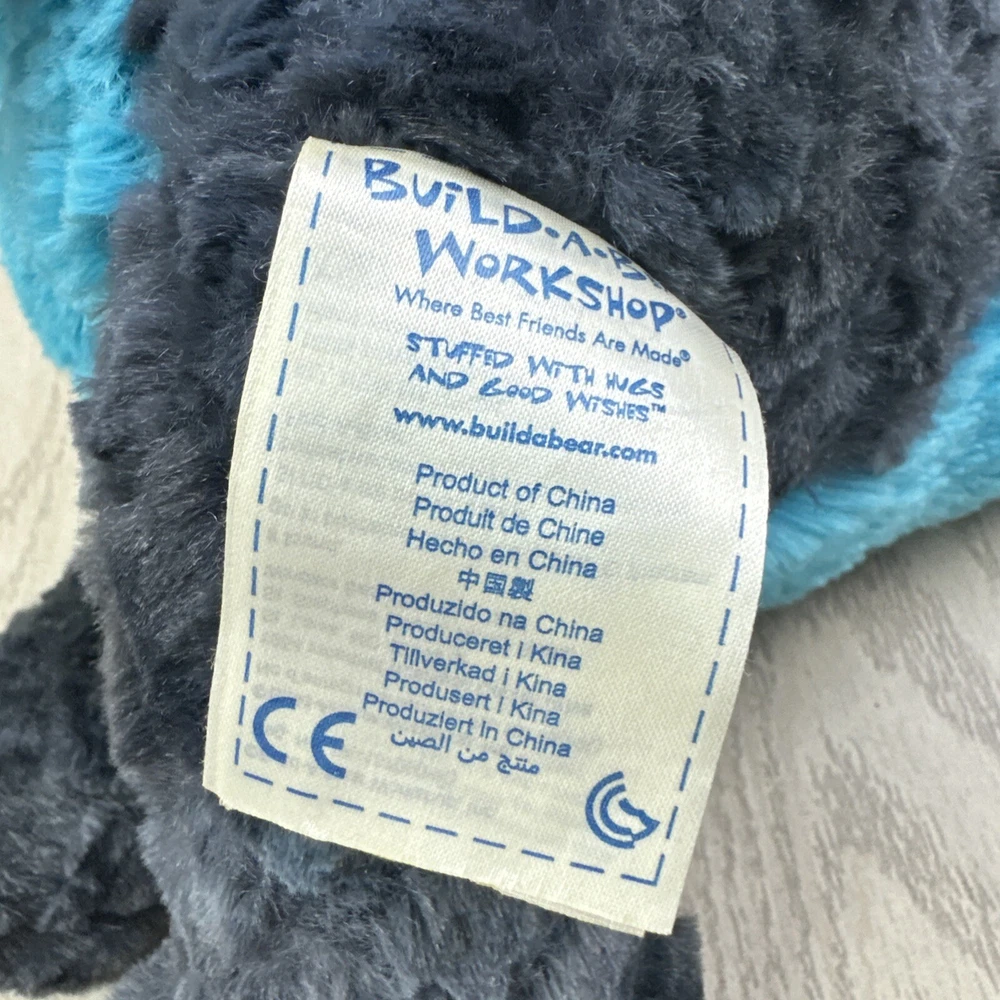 BUILD·A·B
WORKSHOP®
Where Best Friends Are Made®
STUFFED WITH HUGS
AND GOOD WISHES™
www.buildabear.com
Product of China
Produit de Chine
Hecho en China
中国製
Produzido na China
Produceret i Kina
Tillverkad i Kina
Produsert i Kina
Produziert in China
منتج من الصين
CE